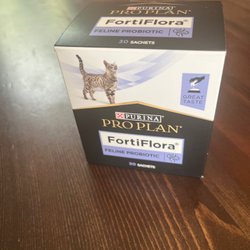 PURINA
PRO PLAN
FortiFlora
FELINE PROBIOTIC
30 SACHETS
GREAT
TASTE
PURINA
PRO PLAN
FortiFlora
FELINE PROBIOTIC
30 SACHETS